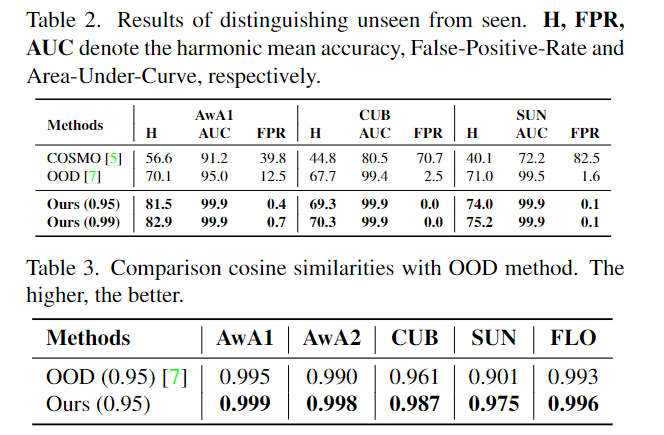 Table 2. Results of distinguishing unseen from seen. H, FPR,
AUC denote the harmonic mean accuracy, False-Positive-Rate and
Area-Under-Curve, respectively.
Methods AwA1 CUB SUN
H AUC FPR H AUC FPR H AUC FPR
COSMO [5] 56.6 91.2 39.8 44.8 80.5 70.7 40.1 72.2 82.5
OOD [7] 70.1 95.0 12.5 67.7 99.4 2.5 71.0 99.5 1.6
Ours (0.95) 81.5 99.9 0.4 69.3 99.9 0.0 74.0 99.9 0.1
Ours (0.99) 82.9 99.9 0.7 70.3 99.9 0.0 75.2 99.9 0.1
Table 3. Comparison cosine similarities with OOD method. The
higher, the better.
Methods AwA1 AwA2 CUB SUN FLO
OOD (0.95) [7] 0.995 0.990 0.961 0.901 0.993
Ours (0.95) 0.999 0.998 0.987 0.975 0.996